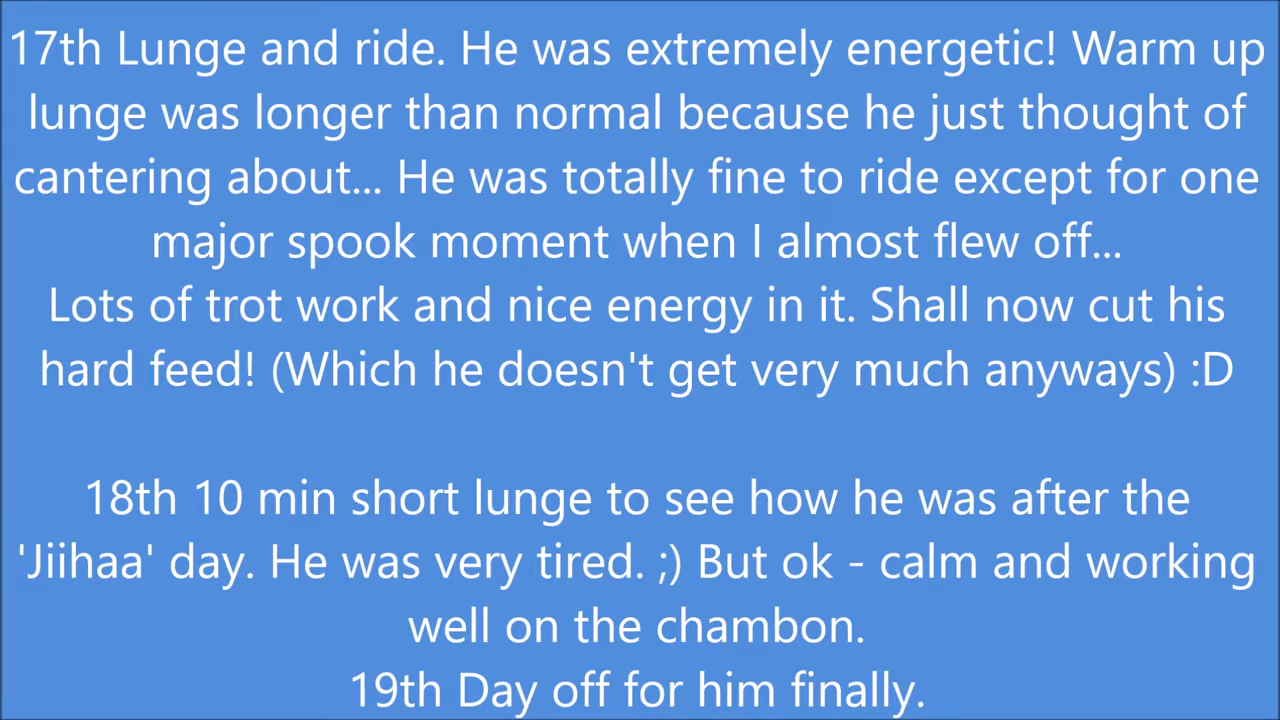 17th Lunge and ride. He was extremely energetic! Warm up
lunge was longer than normal because he just thought of
cantering about... He was totally fine to ride except for one
major spook moment when I almost flew off...
Lots of trot work and nice energy in it. Shall now cut his
hard feed! (Which he doesn't get very much anyways) :D
18th 10 min short lunge to see how he was after the
'Jiihaa' day. He was very tired. ;) But ok - calm and working
well on the chambon.
19th Day off for him finally.